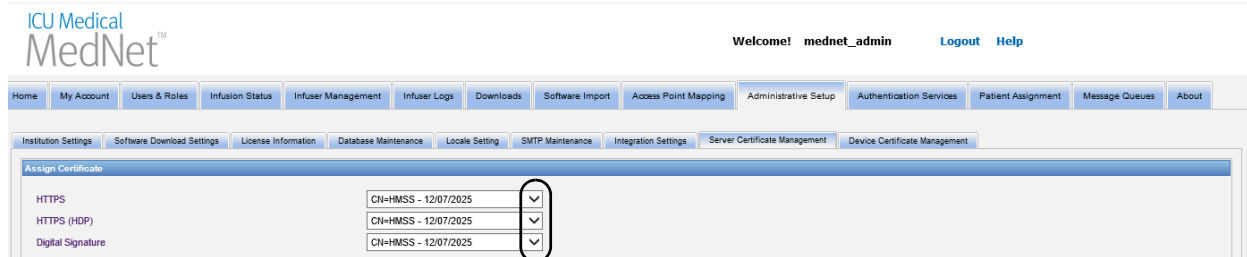 ICU Medical
MedNet™
Welcome! mednet_admin Logout Help
Home My Account Users & Roles Infusion Status Infuser Management Infuser Logs Downloads Software Import Access Point Mapping Administrative Setup Authentication Services Patient Assignment Message Queues About
Institution Settings Software Download Settings License Information Database Maintenance Locale Setting SMTP Maintenance Integration Settings Server Certificate Management Device Certificate Management
Assign Certificate
HTTPS CN=HMSS - 12/07/2025
HTTPS (HDP) CN=HMSS - 12/07/2025
Digital Signature CN=HMSS - 12/07/2025